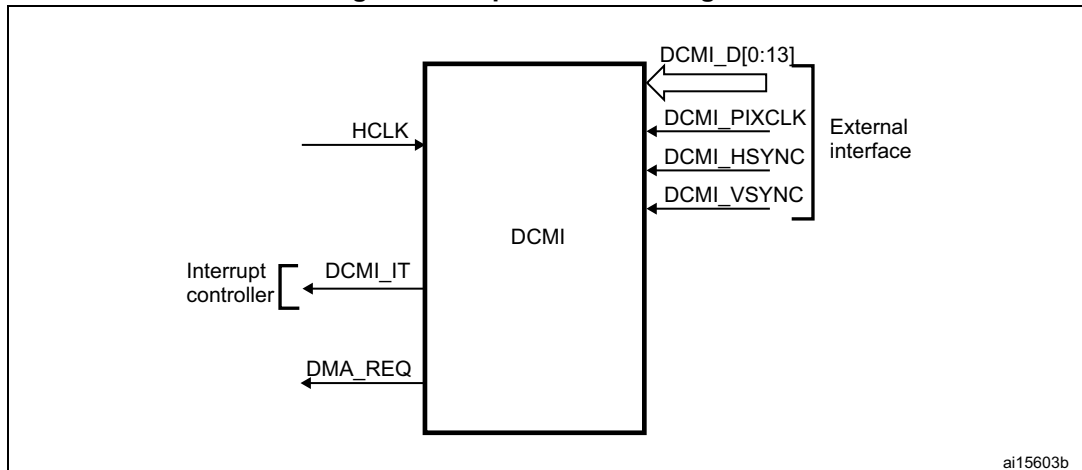 DCMI_D[0:13]
DCMI_PIXCLK
External
interface
HCLK
DCMI_HSYNC
DCMI_VSYNC
DCMI
Interrupt
controller
DCMI_IT
DMA_REQ
ai15603b